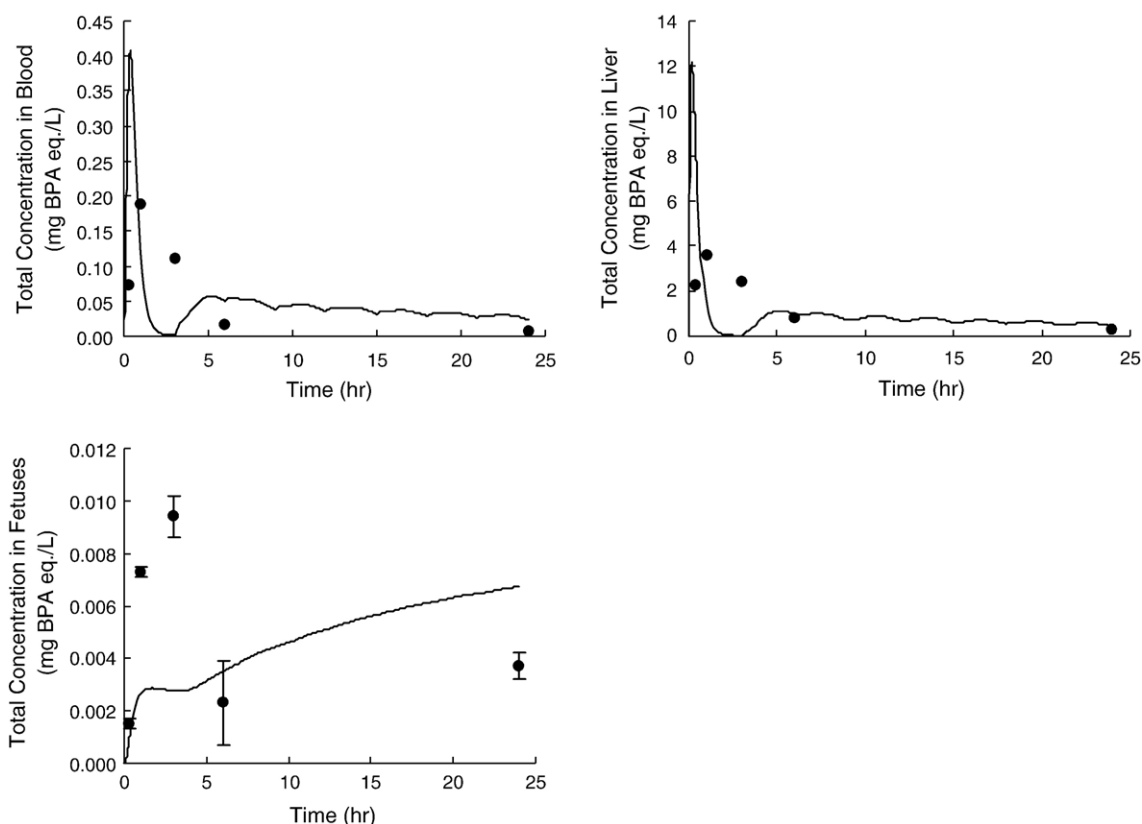 Total Concentration in Blood
(mg BPA eq./L)
0.45
0.40
0.35
0.30
0.25
0.20
0.15
0.10
0.05
0.00
0 5 10 15 20 25
Time (hr)
Total Concentration in Liver
(mg BPA eq./L)
14
12
10
8
6
4
2
0
0 5 10 15 20 25
Time (hr)
Total Concentration in Fetuses
(mg BPA eq./L)
0.012
0.010
0.008
0.006
0.004
0.002
0.000
0 5 10 15 20 25
Time (hr)